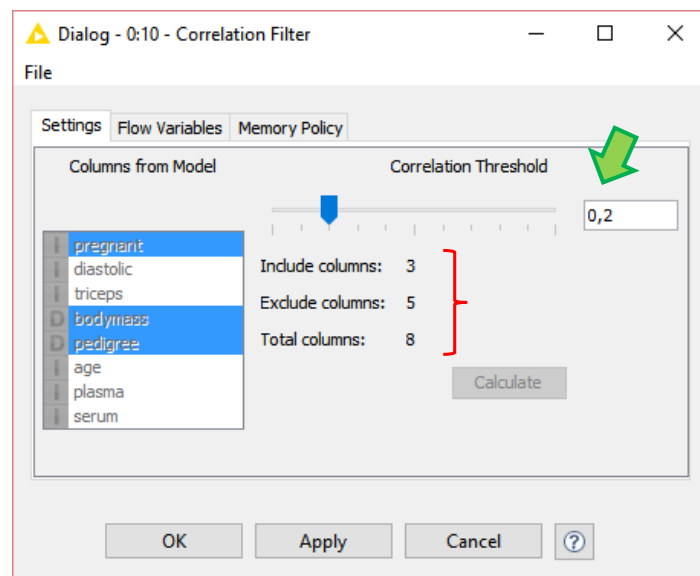 Dialog - 0:10 - Correlation Filter
File
Settings Flow Variables Memory Policy
Columns from Model
Correlation Threshold
0,2
I pregnant
I diastolic
I triceps
D bodymass
D pedigree
I age
I plasma
I serum
Include columns: 3
Exclude columns: 5
Total columns: 8
Calculate
OK Apply Cancel ?